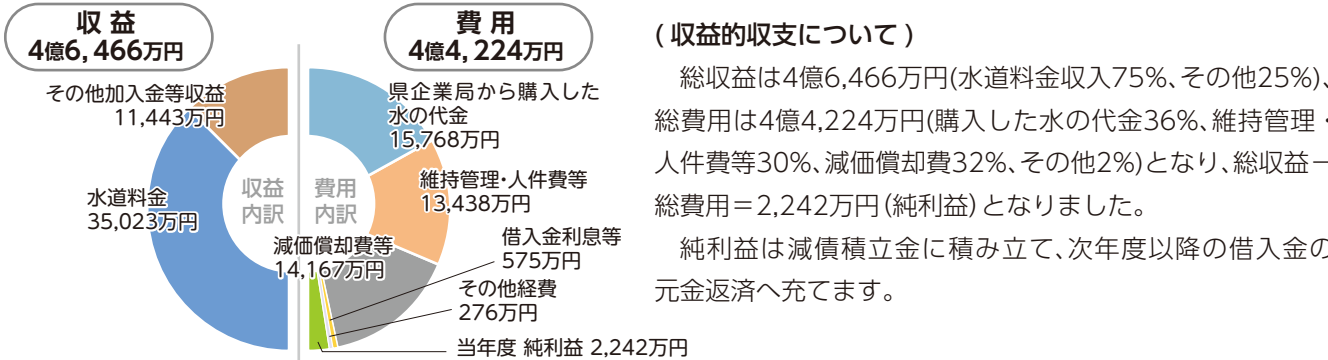 収益
4億6,466万円
費用
4億4,224万円
その他加入金等収益
11,443万円
水道料金
35,023万円
収益
内訳
費用
内訳
県企業局から購入した
水の代金
15,768万円
維持管理・人件費等
13,438万円
減価償却費等
14,167万円
借入金利息等
575万円
その他経費
276万円
当年度 純利益 2,242万円
(収益的収支について)
総収益は4億6,466万円(水道料金収入75%、その他25%)、
総費用は4億4,224万円(購入した水の代金36%、維持管理・
人件費等30%、減価償却費32%、その他2%)となり、総収益－
総費用＝2,242万円(純利益)となりました。
純利益は減債積立金に積み立て、次年度以降の借入金の
元金返済へ充てます。